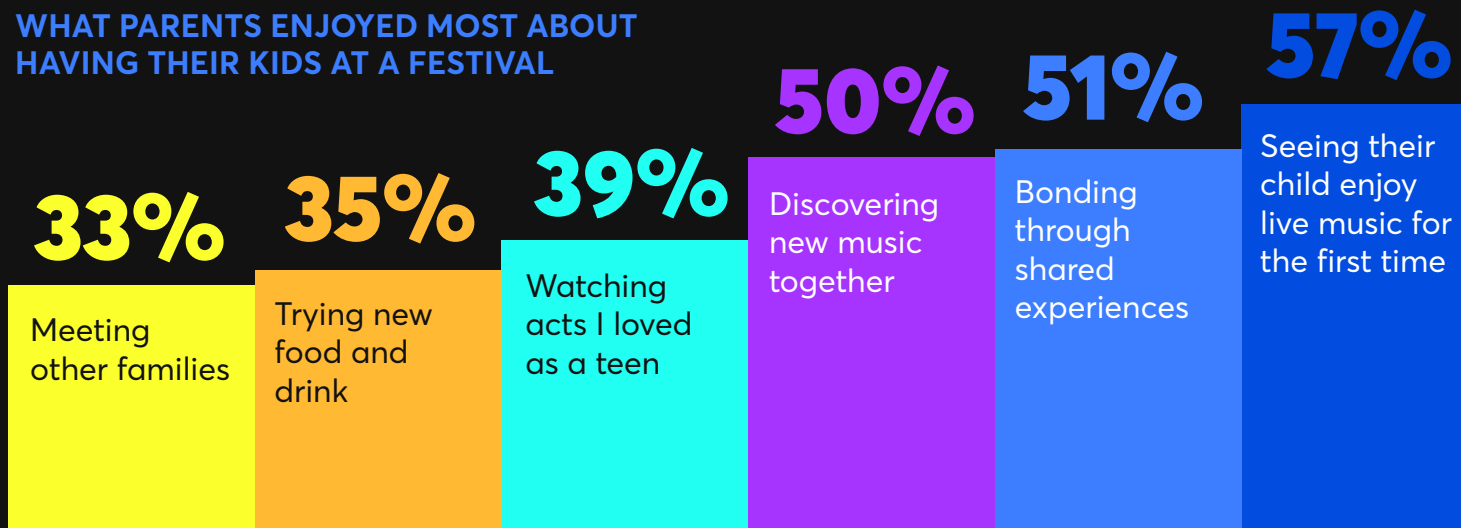 WHAT PARENTS ENJOYED MOST ABOUT
HAVING THEIR KIDS AT A FESTIVAL
33%
Meeting
other families
35%
Trying new
food and
drink
39%
Watching
acts I loved
as a teen
50%
Discovering
new music
together
51%
Bonding
through
shared
experiences
57%
Seeing their
child enjoy
live music for
the first time